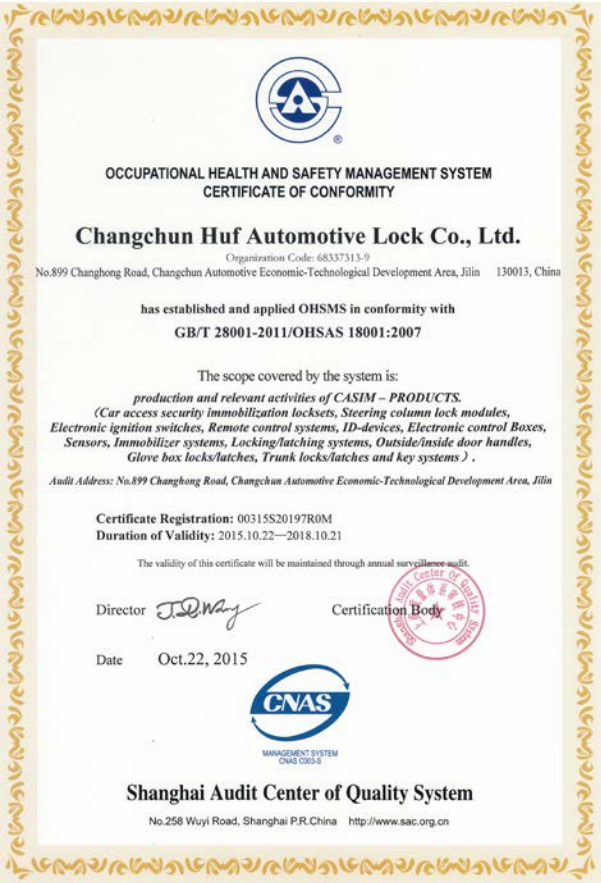 ®
OCCUPATIONAL HEALTH AND SAFETY MANAGEMENT SYSTEM
CERTIFICATE OF CONFORMITY
Changchun Huf Automotive Lock Co., Ltd.
Organization Code: 68337313-9
No.899 Changhong Road, Changchun Automotive Economic-Technological Development Area, Jilin 130013, China
has established and applied OHSMS in conformity with
GB/T 28001-2011/OHSAS 18001:2007
The scope covered by the system is:
production and relevant activities of CASIM – PRODUCTS.
(Car access security immobilization locksets, Steering column lock modules,
Electronic ignition switches, Remote control systems, ID-devices, Electronic control Boxes,
Sensors, Immobilizer systems, Locking/latching systems, Outside/inside door handles,
Glove box locks/latches, Trunk locks/latches and key systems).
Audit Address: No.899 Changhong Road, Changchun Automotive Economic-Technological Development Area, Jilin
Certificate Registration: 00315S20197R0M
Duration of Validity: 2015.10.22—2018.10.21
The validity of this certificate will be maintained through annual surveillance audit.
Director
Certification Body
Shanghai Audit Center Of Quality System
Date Oct.22, 2015
CNAS
MANAGEMENT SYSTEM
CNAS C003-S
Shanghai Audit Center of Quality System
No.258 Wuyi Road, Shanghai P.R.China http://www.sac.org.cn